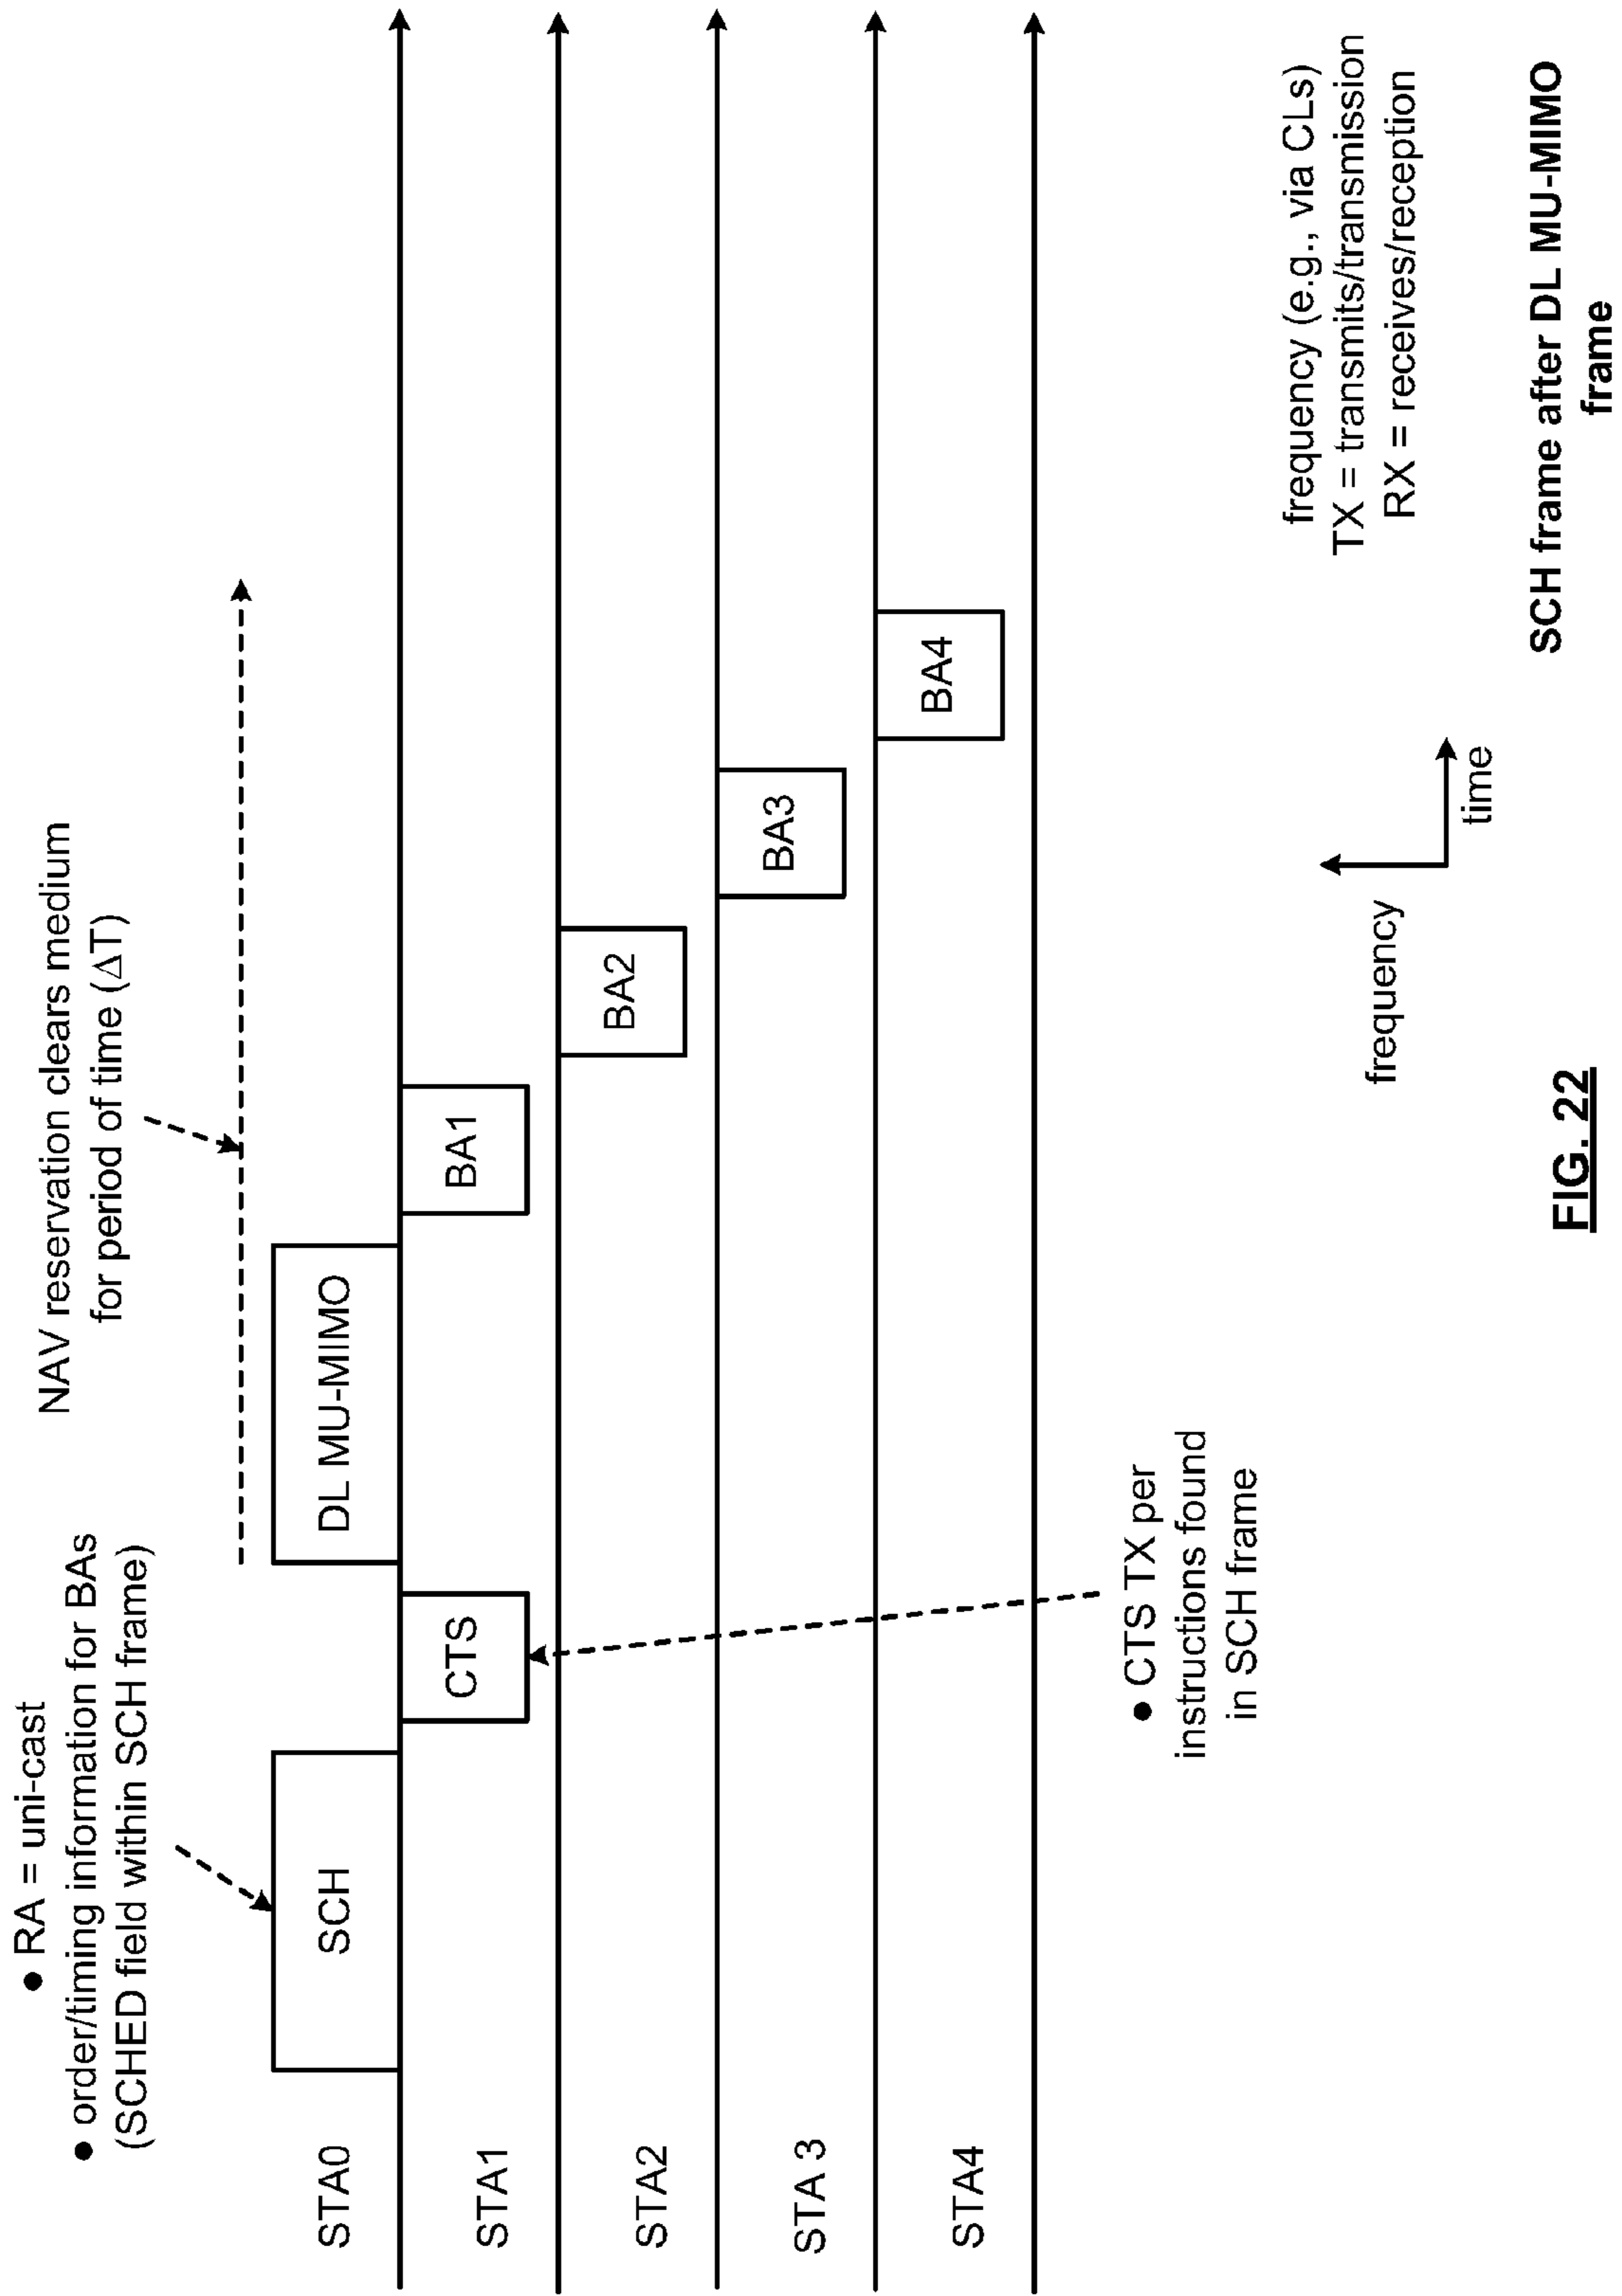 ● RA = uni-cast
● order/timing information for BAs
(SCHED field within SCH frame)
NAV reservation clears medium
for period of time (ΔT)
STA0
SCH
DL MU-MIMO
STA1
CTS
BA1
STA2
BA2
STA 3
BA3
STA4
BA4
● CTS TX per
instructions found
in SCH frame
frequency
time
frequency (e.g., via CLs)
TX = transmits/transmission
RX = receives/reception
FIG. 22
SCH frame after DL MU-MIMO
frame